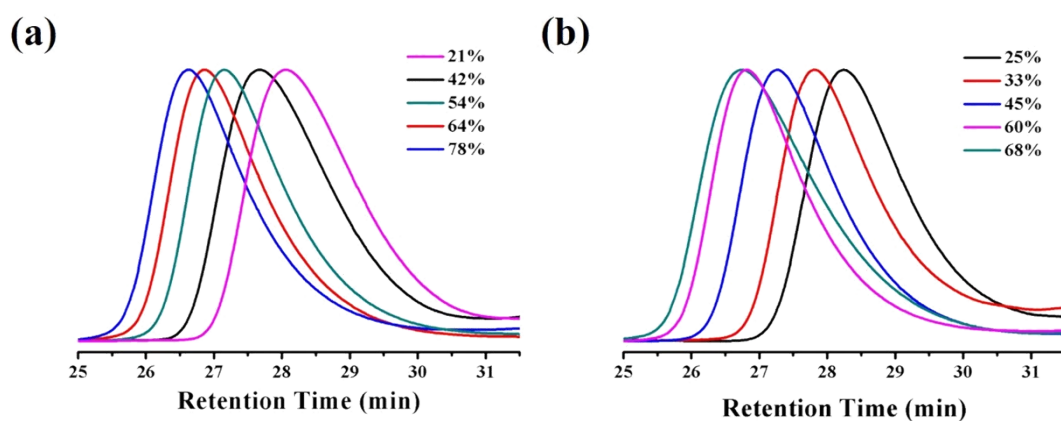 (a)
21%
42%
54%
64%
78%
25 26 27 28 29 30 31
Retention Time (min)
(b)
25%
33%
45%
60%
68%
25 26 27 28 29 30 31
Retention Time (min)